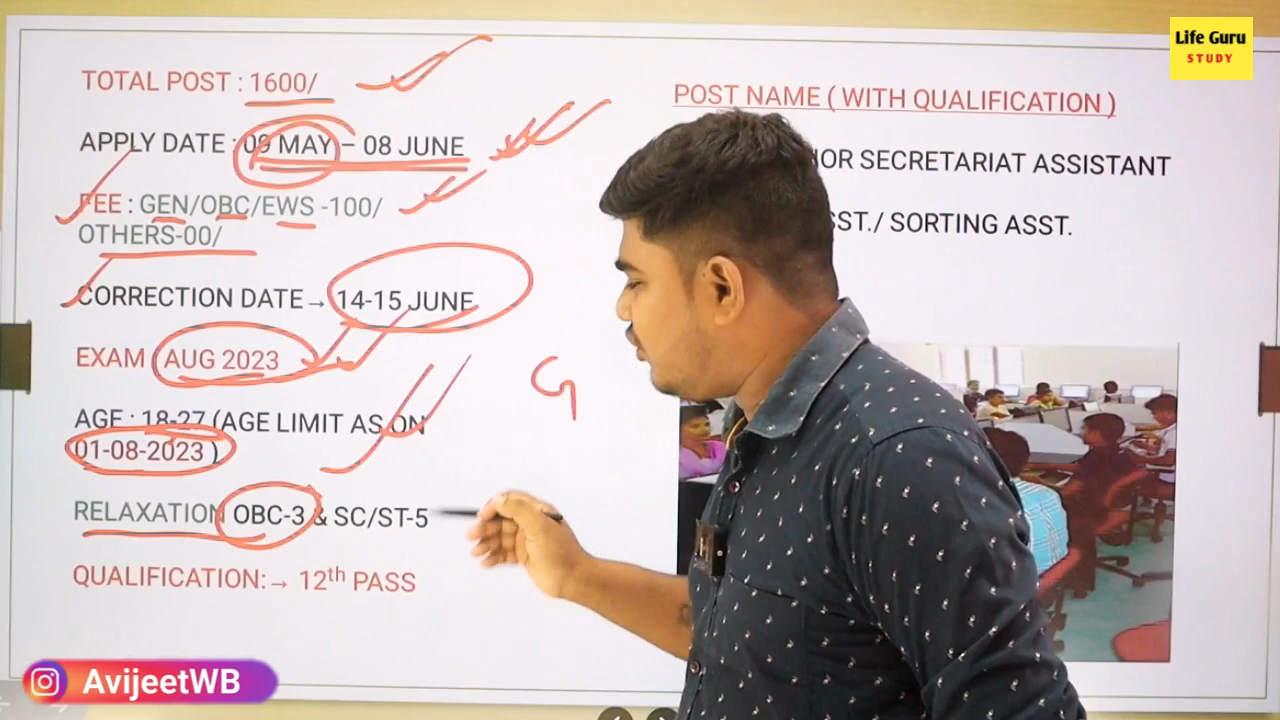 TOTAL POST : 1600/
APPLY DATE : 09 MAY – 08 JUNE
FEE : GEN/OBC/EWS -100/
OTHERS-00/
CORRECTION DATE→ 14-15 JUNE
EXAM AUG 2023
AGE : 18-27 (AGE LIMIT AS ON
01-08-2023 )
RELAXATION OBC-3 & SC/ST-5
QUALIFICATION:→ 12th PASS
G
POST NAME ( WITH QUALIFICATION )
SECRETARIAT ASSISTANT
/ SORTING ASST.
Life Guru
STUDY
AvijeetWB